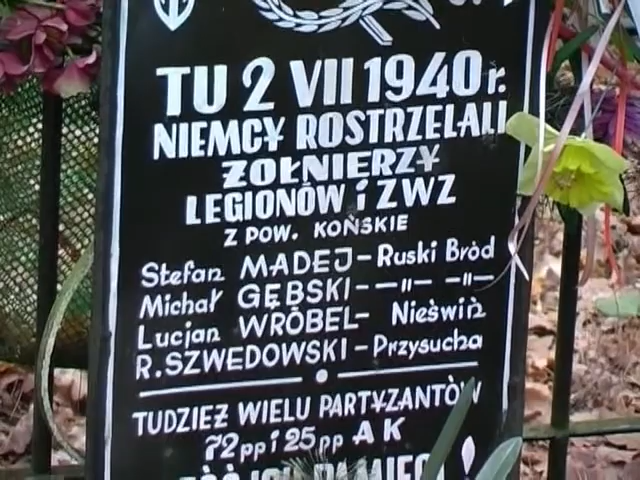 TU 2 VII 1940 r.
NIEMCY ROSTRZELALI
ŻOŁNIERZY
LEGIONÓW i ZWZ
Z POW. KOŃSKIE
Stefan MADEJ – Ruski Bród
Michał GĘBSKI – —"— —"—
Lucjan WRÓBEL – Nieświń
R. SZWEDOWSKI – Przysucha
TUDZIEŻ WIELU PARTYZANTÓW
72 pp i 25 pp AK